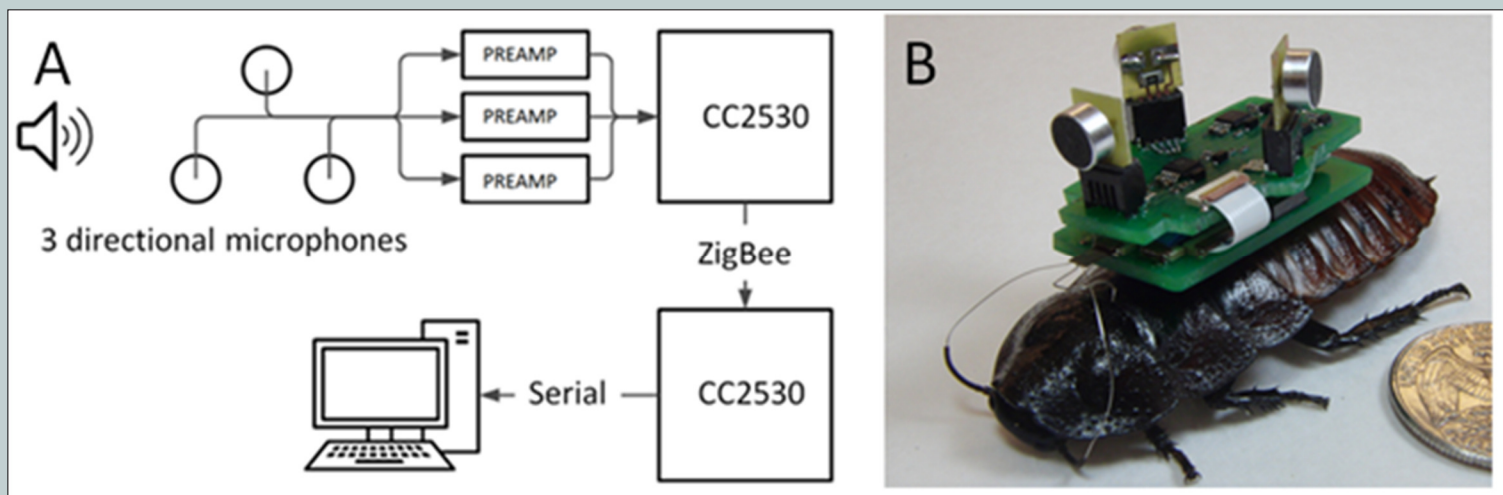 A
PREAMP
PREAMP
PREAMP
CC2530
3 directional microphones
ZigBee
Serial
CC2530
B